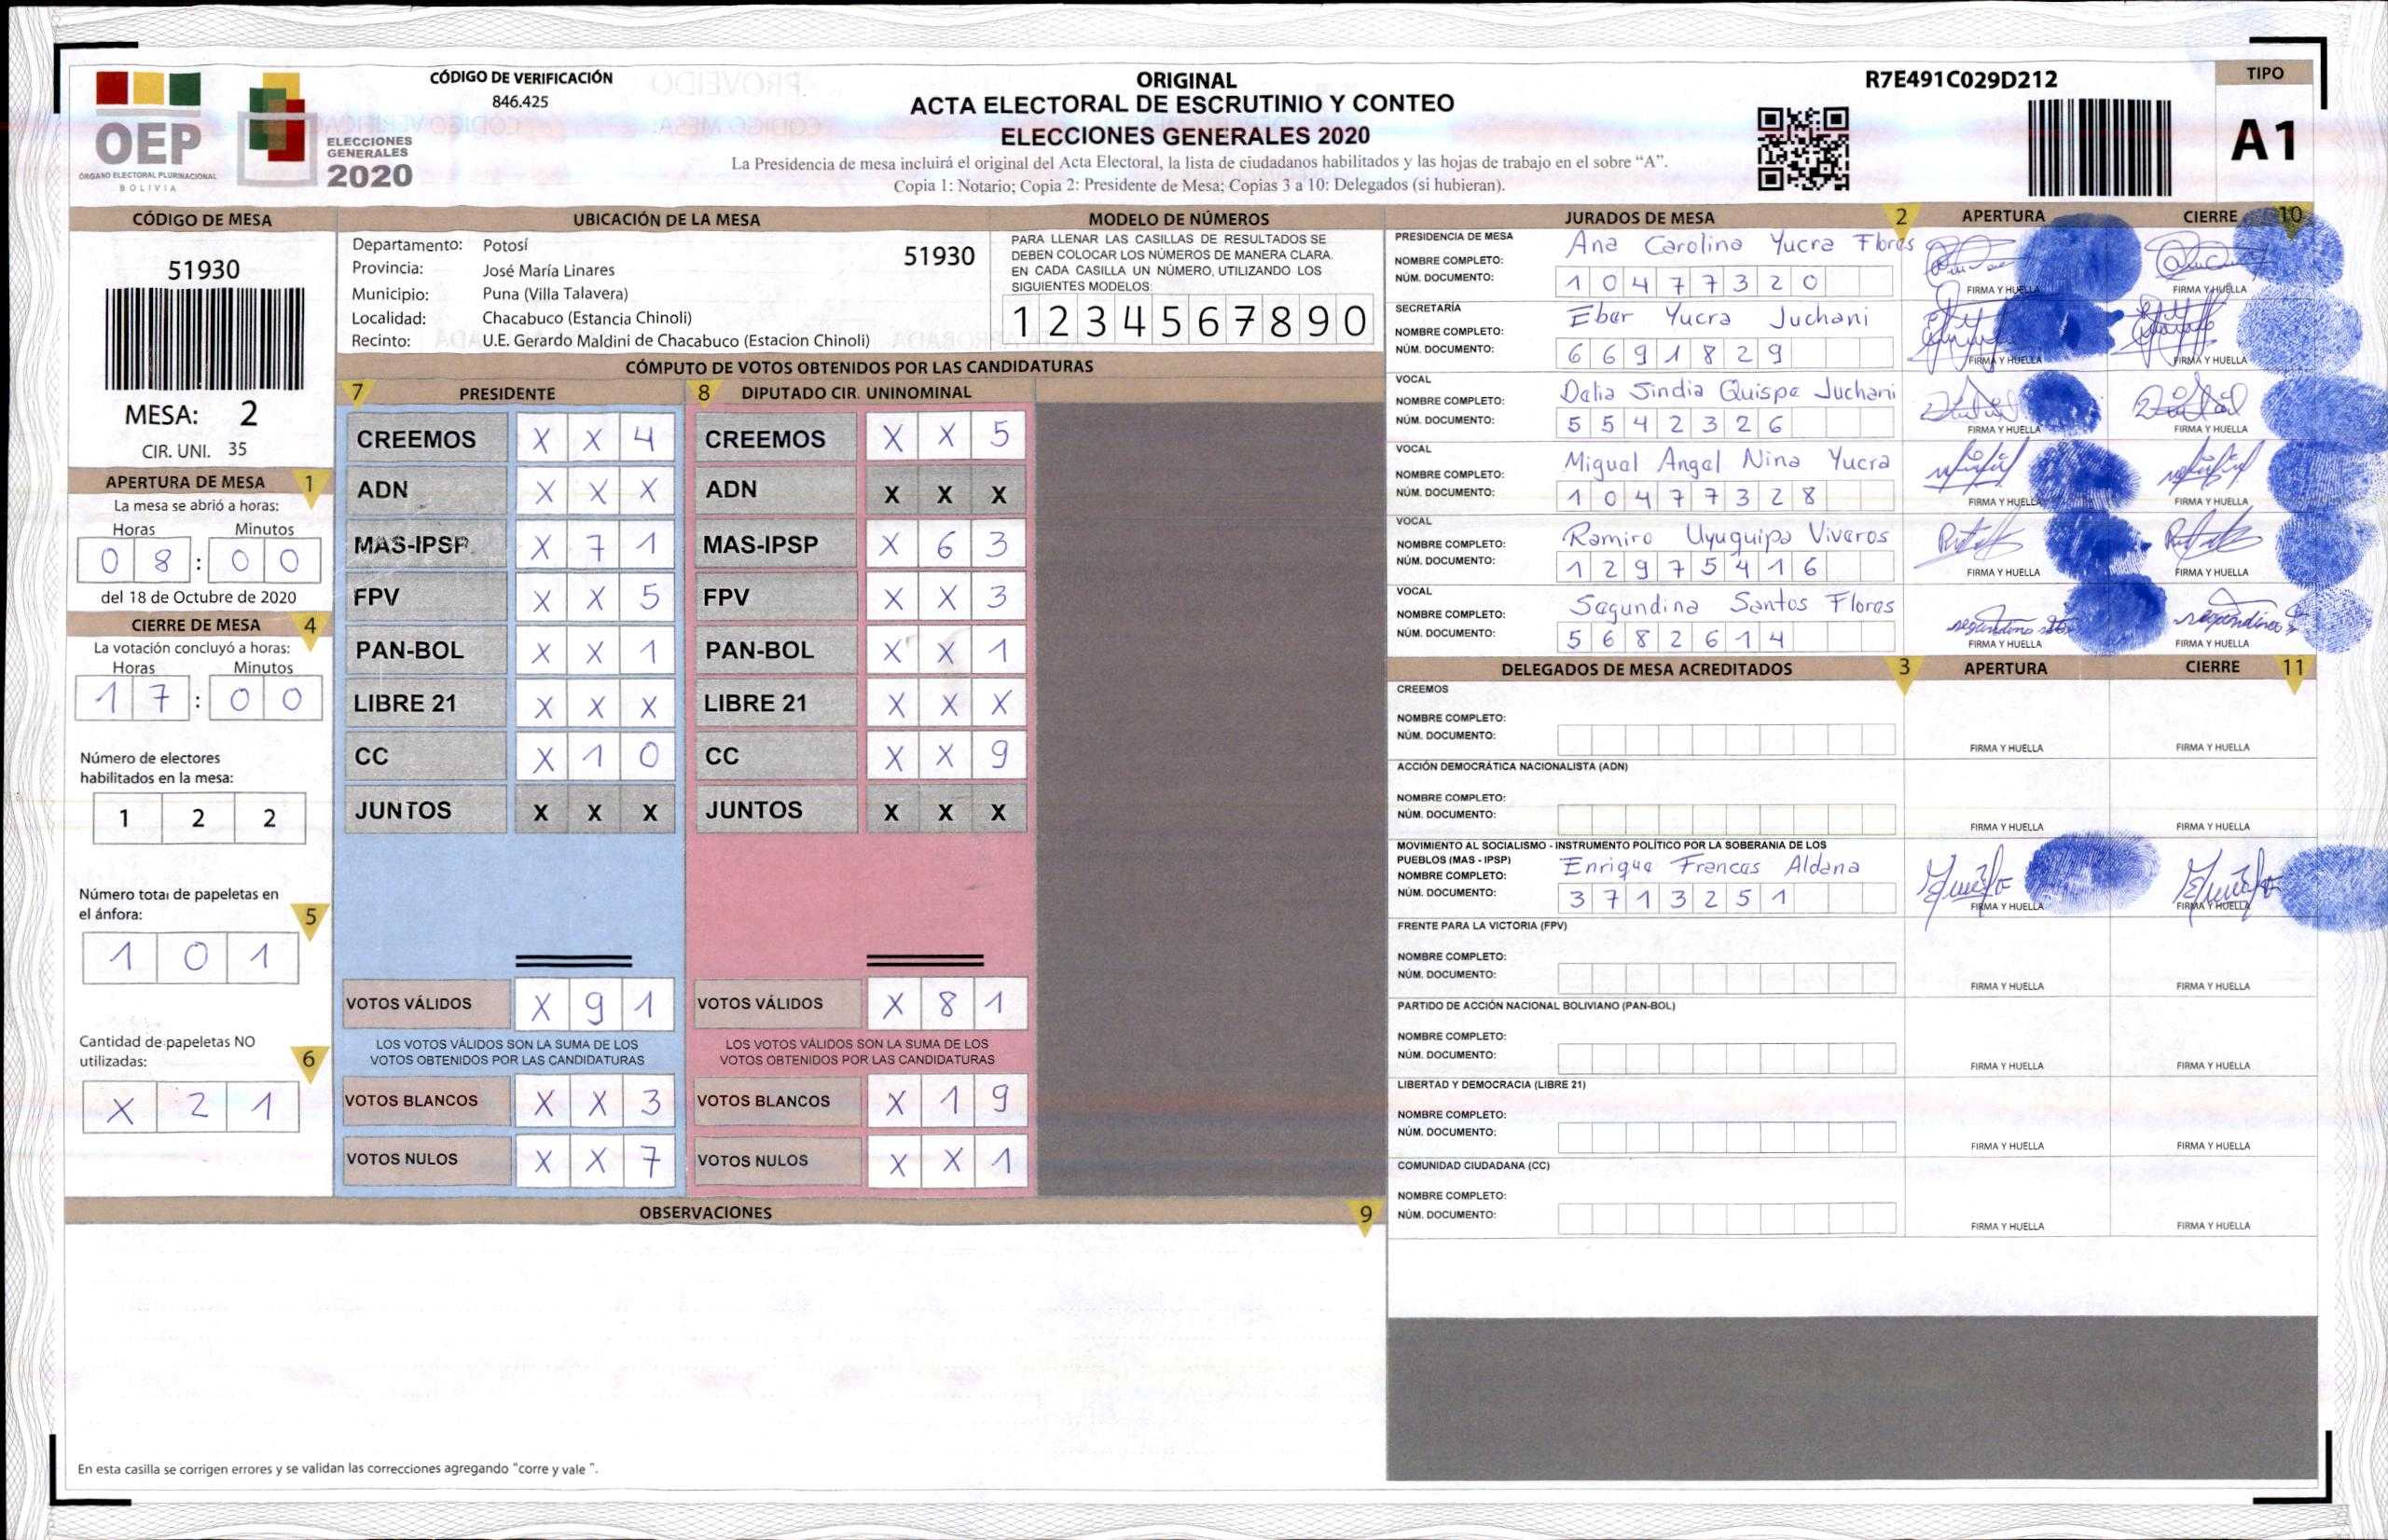 OEP
ÓRGANO ELECTORAL PLURINACIONAL
BOLIVIA
ELECCIONES
GENERALES
2020
CÓDIGO DE VERIFICACIÓN
846.425
ORIGINAL
ACTA ELECTORAL DE ESCRUTINIO Y CONTEO
ELECCIONES GENERALES 2020
La Presidencia de mesa incluirá el original del Acta Electoral, la lista de ciudadanos habilitados y las hojas de trabajo en el sobre “A”.
Copia 1: Notario; Copia 2: Presidente de Mesa; Copias 3 a 10: Delegados (si hubieran).
R7E491C029D212
TIPO
A1
CÓDIGO DE MESA
51930
MESA: 2
CIR. UNI. 35
APERTURA DE MESA 1
La mesa se abrió a horas:
Horas Minutos
0 8 : 0 0
del 18 de Octubre de 2020
CIERRE DE MESA 4
La votación concluyó a horas:
Horas Minutos
1 7 : 0 0
Número de electores
habilitados en la mesa:
1 2 2
Número total de papeletas en
el ánfora: 5
1 0 1
Cantidad de papeletas NO
utilizadas: 6
X 2 1
UBICACIÓN DE LA MESA
Departamento: Potosí 51930
Provincia: José María Linares
Municipio: Puna (Villa Talavera)
Localidad: Chacabuco (Estancia Chinoli)
Recinto: U.E. Gerardo Maldini de Chacabuco (Estacion Chinoli)
MODELO DE NÚMEROS
PARA LLENAR LAS CASILLAS DE RESULTADOS SE
DEBEN COLOCAR LOS NÚMEROS DE MANERA CLARA.
EN CADA CASILLA UN NÚMERO, UTILIZANDO LOS
SIGUIENTES MODELOS:
1 2 3 4 5 6 7 8 9 0
CÓMPUTO DE VOTOS OBTENIDOS POR LAS CANDIDATURAS
7 PRESIDENTE
CREEMOS X X 4
ADN X X X
MAS-IPSP X 7 1
FPV X X 5
PAN-BOL X X 1
LIBRE 21 X X X
CC X 1 0
JUNTOS X X X
VOTOS VÁLIDOS X 9 1
LOS VOTOS VÁLIDOS SON LA SUMA DE LOS
VOTOS OBTENIDOS POR LAS CANDIDATURAS
VOTOS BLANCOS X X 3
VOTOS NULOS X X 7
8 DIPUTADO CIR. UNINOMINAL
CREEMOS X X 5
ADN X X X
MAS-IPSP X 6 3
FPV X X 3
PAN-BOL X X 1
LIBRE 21 X X X
CC X X 9
JUNTOS X X X
VOTOS VÁLIDOS X 8 1
LOS VOTOS VÁLIDOS SON LA SUMA DE LOS
VOTOS OBTENIDOS POR LAS CANDIDATURAS
VOTOS BLANCOS X 1 9
VOTOS NULOS X X 1
OBSERVACIONES 9
En esta casilla se corrigen errores y se validan las correcciones agregando "corre y vale ".
JURADOS DE MESA 2 APERTURA CIERRE 10
PRESIDENCIA DE MESA
NOMBRE COMPLETO: Ana Carolina Yucra Flores
NÚM. DOCUMENTO: 1 0 4 7 7 3 2 0
FIRMA Y HUELLA FIRMA Y HUELLA
SECRETARÍA
NOMBRE COMPLETO: Eber Yucra Juchani
NÚM. DOCUMENTO: 6 6 9 1 8 2 9
FIRMA Y HUELLA FIRMA Y HUELLA
VOCAL
NOMBRE COMPLETO: Delia Sindia Quispe Juchani
NÚM. DOCUMENTO: 5 5 4 2 3 2 6
FIRMA Y HUELLA FIRMA Y HUELLA
VOCAL
NOMBRE COMPLETO: Miguel Angel Nina Yucra
NÚM. DOCUMENTO: 1 0 4 7 7 3 2 8
FIRMA Y HUELLA FIRMA Y HUELLA
VOCAL
NOMBRE COMPLETO: Ramiro Uyuquipa Viveros
NÚM. DOCUMENTO: 1 2 9 7 5 4 1 6
FIRMA Y HUELLA FIRMA Y HUELLA
VOCAL
NOMBRE COMPLETO: Segundina Santos Flores
NÚM. DOCUMENTO: 5 6 8 2 6 1 4
FIRMA Y HUELLA FIRMA Y HUELLA
DELEGADOS DE MESA ACREDITADOS 3 APERTURA CIERRE 11
CREEMOS
NOMBRE COMPLETO:
NÚM. DOCUMENTO:
FIRMA Y HUELLA FIRMA Y HUELLA
ACCIÓN DEMOCRÁTICA NACIONALISTA (ADN)
NOMBRE COMPLETO:
NÚM. DOCUMENTO:
FIRMA Y HUELLA FIRMA Y HUELLA
MOVIMIENTO AL SOCIALISMO - INSTRUMENTO POLÍTICO POR LA SOBERANIA DE LOS
PUEBLOS (MAS - IPSP)
NOMBRE COMPLETO: Enrique Frances Aldana
NÚM. DOCUMENTO: 3 7 1 3 2 5 1
FIRMA Y HUELLA FIRMA Y HUELLA
FRENTE PARA LA VICTORIA (FPV)
NOMBRE COMPLETO:
NÚM. DOCUMENTO:
FIRMA Y HUELLA FIRMA Y HUELLA
PARTIDO DE ACCIÓN NACIONAL BOLIVIANO (PAN-BOL)
NOMBRE COMPLETO:
NÚM. DOCUMENTO:
FIRMA Y HUELLA FIRMA Y HUELLA
LIBERTAD Y DEMOCRACIA (LIBRE 21)
NOMBRE COMPLETO:
NÚM. DOCUMENTO:
FIRMA Y HUELLA FIRMA Y HUELLA
COMUNIDAD CIUDADANA (CC)
NOMBRE COMPLETO:
NÚM. DOCUMENTO:
FIRMA Y HUELLA FIRMA Y HUELLA